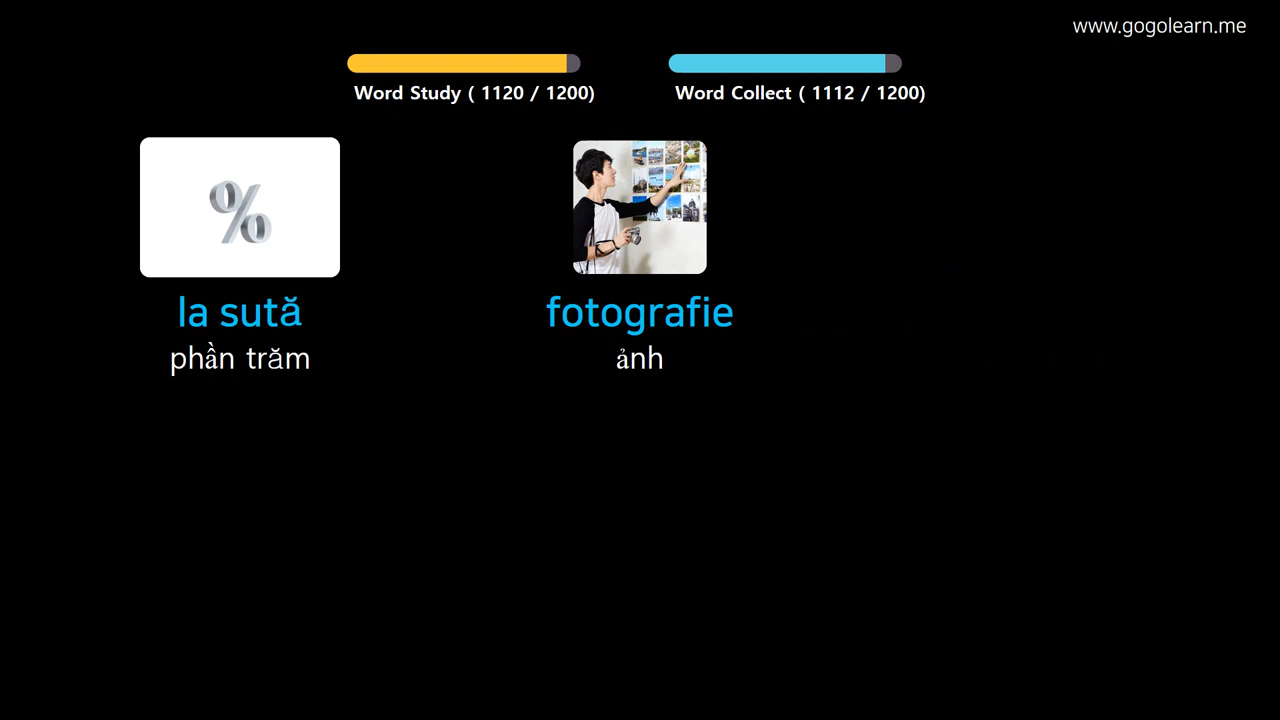 www.gogolearn.me
Word Study ( 1120 / 1200)
Word Collect ( 1112 / 1200)
%
la sută
phần trăm
fotografie
ảnh